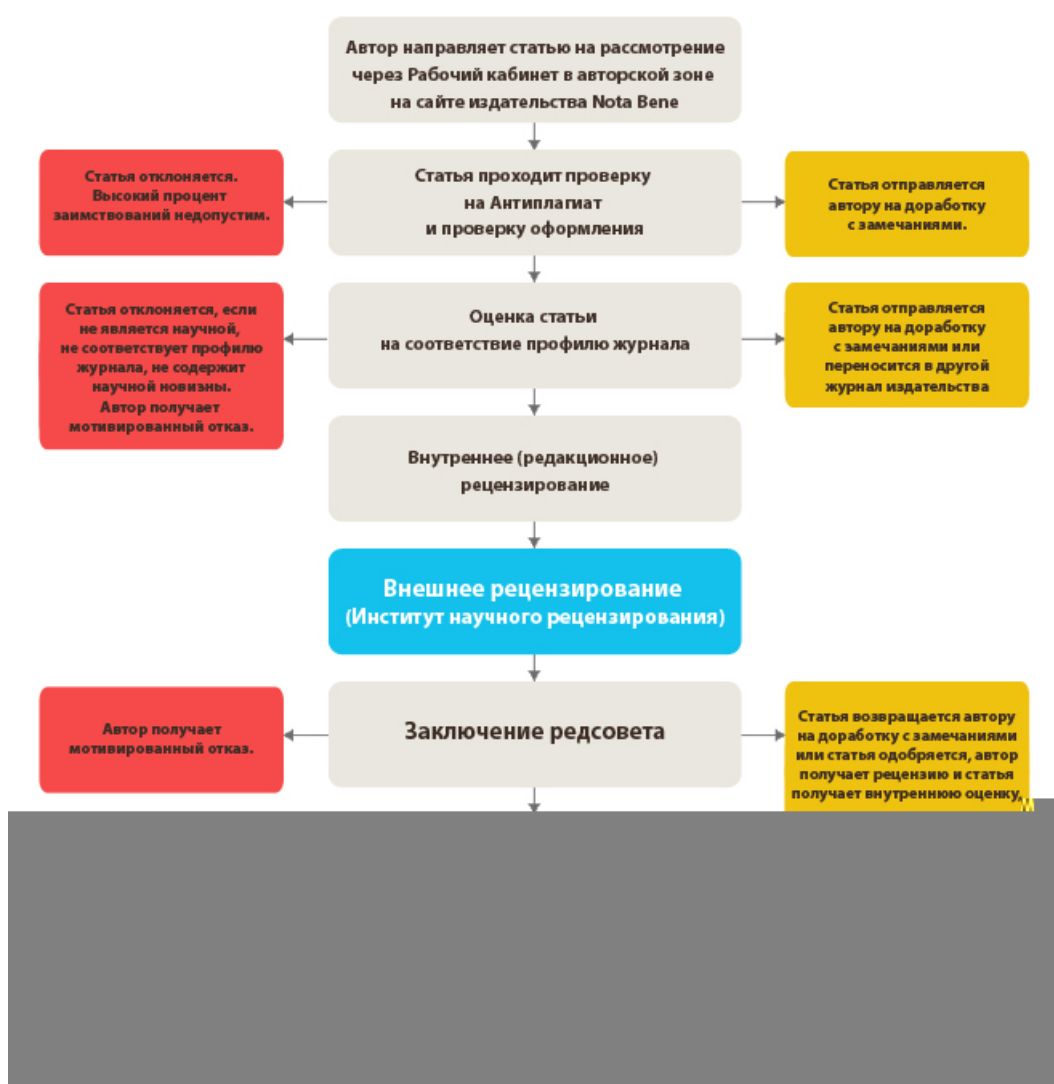 Автор направляет статью на рассмотрение
через Рабочий кабинет в авторской зоне
на сайте издательства Nota Bene
Статья отклоняется.
Высокий процент
заимствований недопустим.
Статья проходит проверку
на Антиплагиат
и проверку оформления
Статья отправляется
автору на доработку
с замечаниями.
Статья отклоняется, если
не является научной,
не соответствует профилю
журнала, не содержит
научной новизны.
Автор получает
мотивированный отказ.
Оценка статьи
на соответствие профилю журнала
Статья отправляется
автору на доработку
с замечаниями или
переносится в другой
журнал издательства
Внутреннее (редакционное)
рецензирование
Внешнее рецензирование
(Институт научного рецензирования)
Автор получает
мотивированный отказ.
Заключение редсовета
Статья возвращается автору
на доработку с замечаниями
или статья одобряется, автор
получает рецензию и статья
получает внутреннюю оценку,